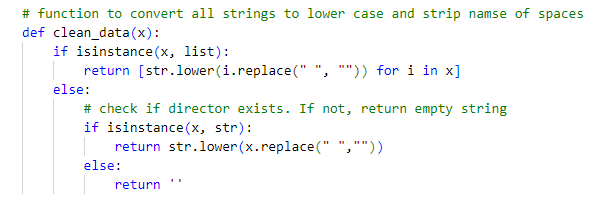 # function to convert all strings to lower case and strip namse of spaces
def clean_data(x):
    if isinstance(x, list):
        return [str.lower(i.replace(" ", "")) for i in x]
    else:
        # check if director exists. If not, return empty string
        if isinstance(x, str):
            return str.lower(x.replace(" ",""))
        else:
            return ''